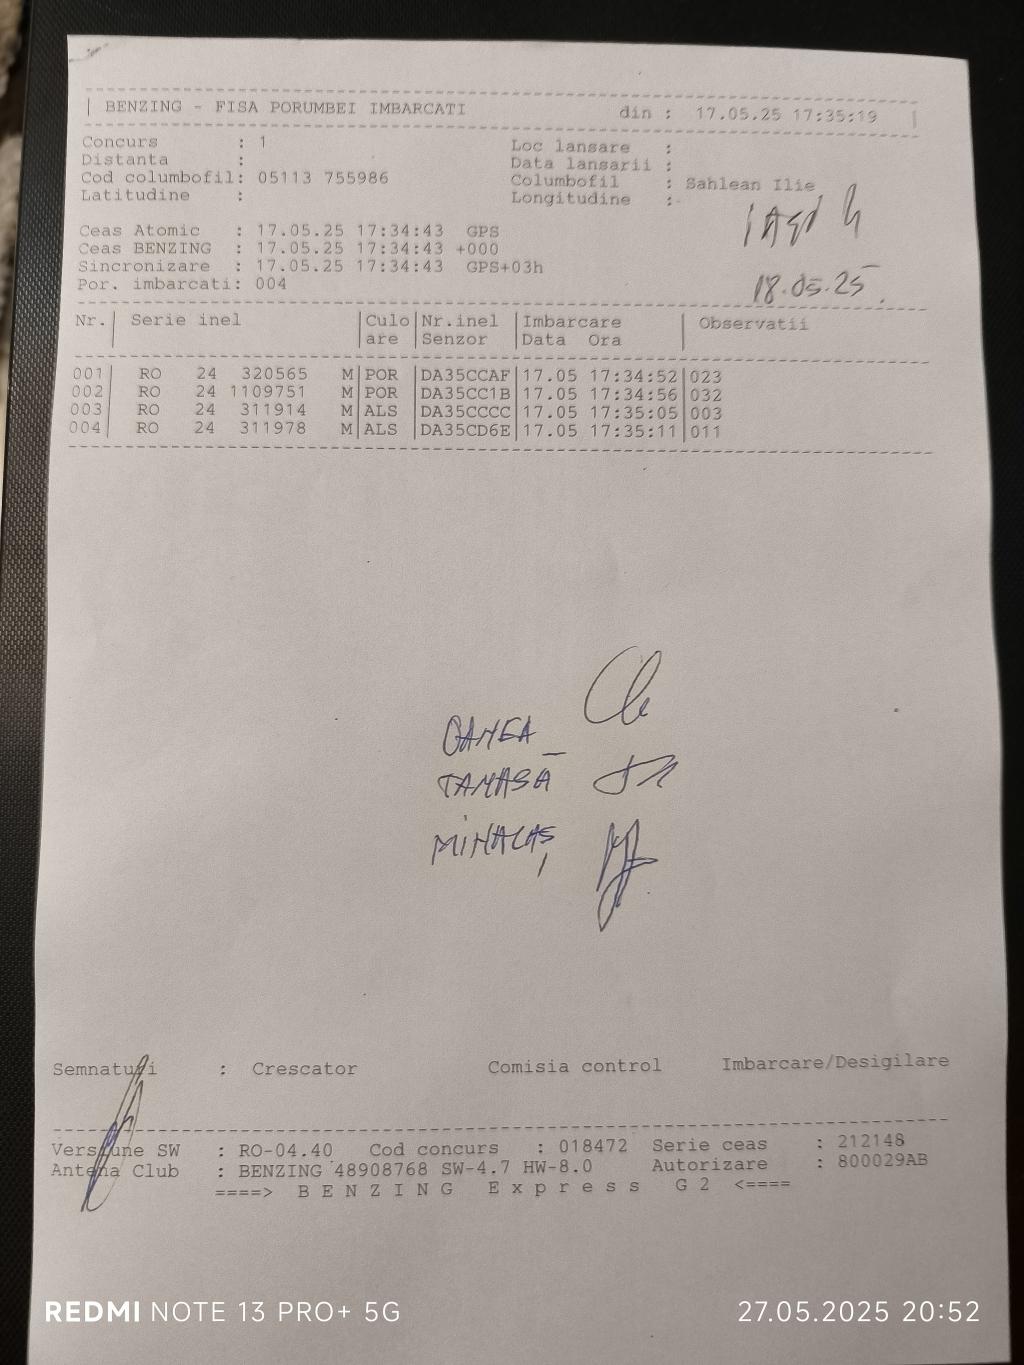 BENZING - FISA PORUMBEI IMBARCATI din : 17.05.25 17:35:19
Concurs : 1 Loc lansare :
Distanta : Data lansarii :
Cod columbofil: 05113 755986 Columbofil : Sahlean Ilie
Latitudine : Longitudine :
IASI 4
Ceas Atomic : 17.05.25 17:34:43 GPS
Ceas BENZING : 17.05.25 17:34:43 +000
Sincronizare : 17.05.25 17:34:43 GPS+03h
Por. imbarcati: 004
18.05.25
Nr. Serie inel Culo Nr.inel Imbarcare Observatii
are Senzor Data Ora
001 RO 24 320565 M POR DA35CCAF 17.05 17:34:52 023
002 RO 24 1109751 M POR DA35CC1B 17.05 17:34:56 032
003 RO 24 311914 M ALS DA35CCCC 17.05 17:35:05 003
004 RO 24 311978 M ALS DA35CD6E 17.05 17:35:11 011
GANEA
TAMASĂ
MIHALAȘ
Semnaturi : Crescator Comisia control Imbarcare/Desigilare
Versiune SW : RO-04.40 Cod concurs : 018472 Serie ceas : 212148
Antena Club : BENZING 48908768 SW-4.7 HW-8.0 Autorizare : 800029AB
====> B E N Z I N G E x p r e s s G 2 <====
REDMI NOTE 13 PRO+ 5G 27.05.2025 20:52